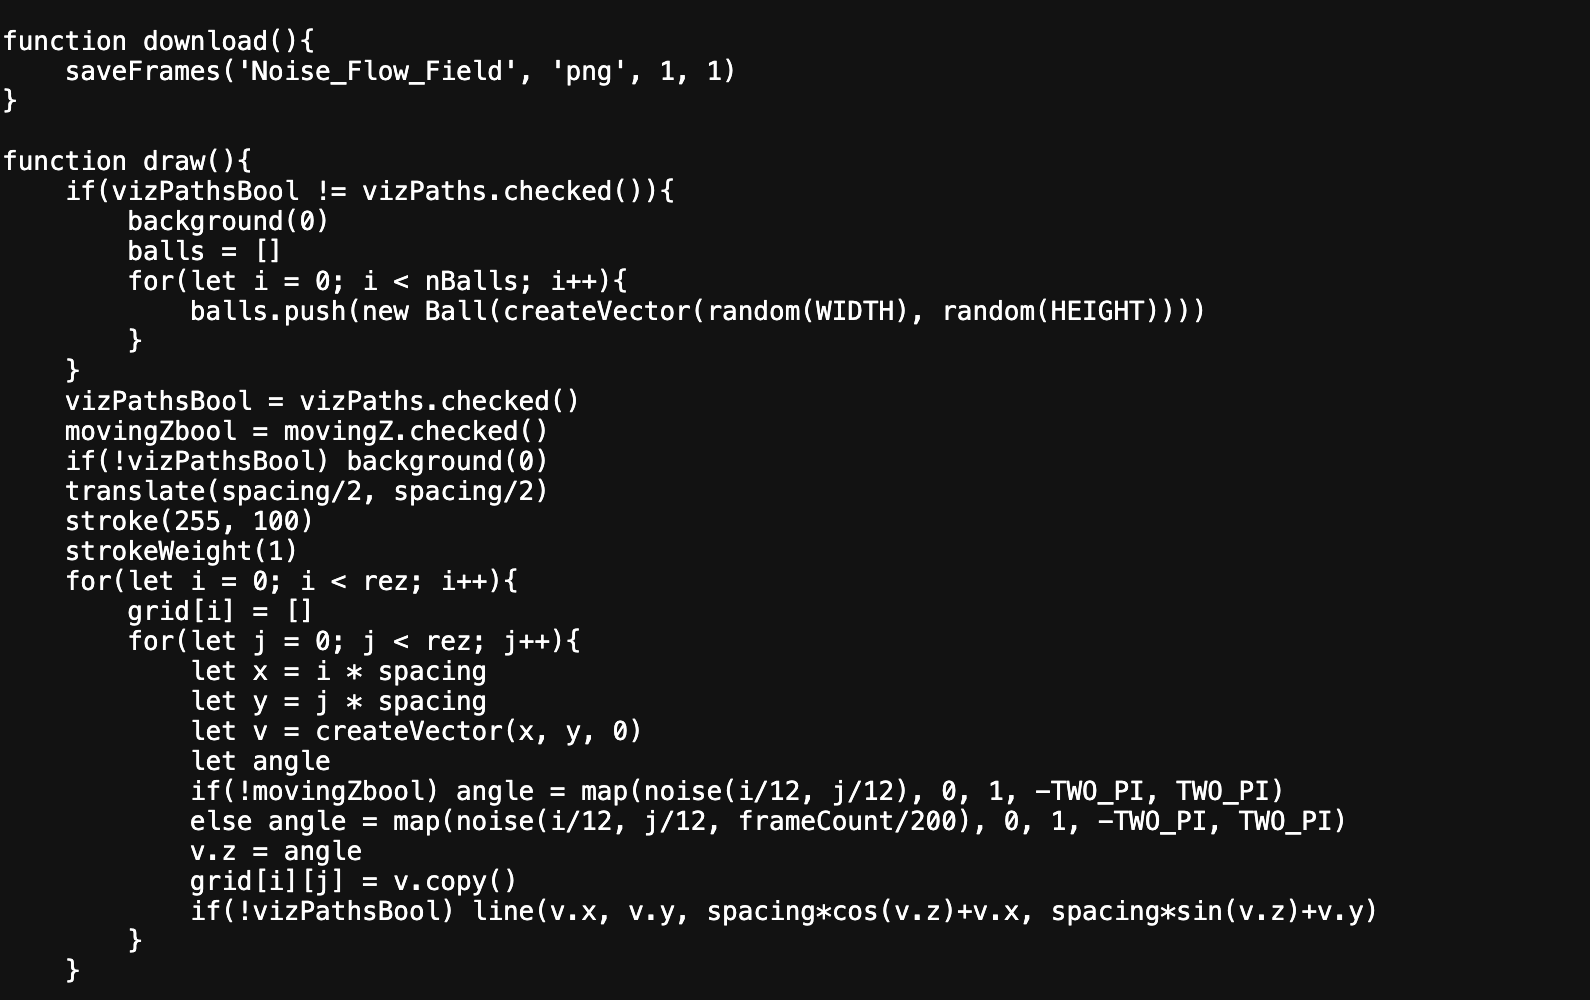 function download(){
    saveFrames('Noise_Flow_Field', 'png', 1, 1)
}

function draw(){
    if(vizPathsBool != vizPaths.checked()){
        background(0)
        balls = []
        for(let i = 0; i < nBalls; i++){
            balls.push(new Ball(createVector(random(WIDTH), random(HEIGHT))))
        }
    }
    vizPathsBool = vizPaths.checked()
    movingZbool = movingZ.checked()
    if(!vizPathsBool) background(0)
    translate(spacing/2, spacing/2)
    stroke(255, 100)
    strokeWeight(1)
    for(let i = 0; i < rez; i++){
        grid[i] = []
        for(let j = 0; j < rez; j++){
            let x = i * spacing
            let y = j * spacing
            let v = createVector(x, y, 0)
            let angle
            if(!movingZbool) angle = map(noise(i/12, j/12), 0, 1, -TWO_PI, TWO_PI)
            else angle = map(noise(i/12, j/12, frameCount/200), 0, 1, -TWO_PI, TWO_PI)
            v.z = angle
            grid[i][j] = v.copy()
            if(!vizPathsBool) line(v.x, v.y, spacing*cos(v.z)+v.x, spacing*sin(v.z)+v.y)
        }
    }